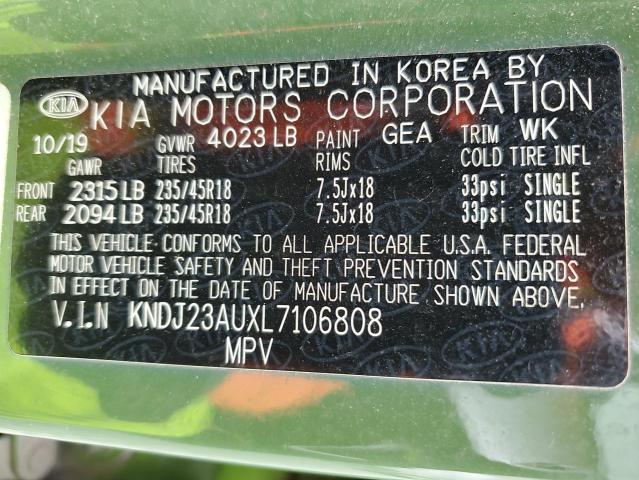 MANUFACTURED IN KOREA BY
KIA KIA MOTORS CORPORATION
10/19 GVWR 4023 LB PAINT GEA TRIM WK
GAWR TIRES RIMS COLD TIRE INFL
FRONT 2315 LB 235/45R18 7.5Jx18 33psi SINGLE
REAR 2094 LB 235/45R18 7.5Jx18 33psi SINGLE
THIS VEHICLE CONFORMS TO ALL APPLICABLE U.S.A. FEDERAL
MOTOR VEHICLE SAFETY AND THEFT PREVENTION STANDARDS
IN EFFECT ON THE DATE OF MANUFACTURE SHOWN ABOVE.
V.I.N KNDJ23AUXL7106808
MPV